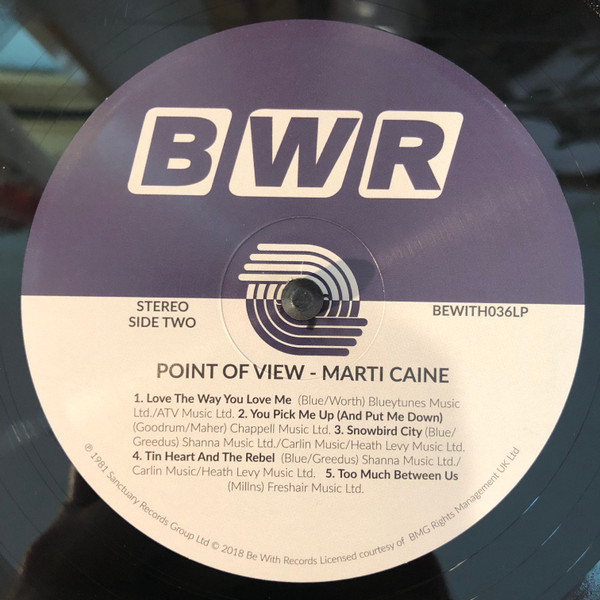 BWR
STEREO
SIDE TWO
BEWITH036LP
POINT OF VIEW - MARTI CAINE
1. Love The Way You Love Me (Blue/Worth) Blueytunes Music
Ltd./ATV Music Ltd. 2. You Pick Me Up (And Put Me Down)
(Goodrum/Maher) Chappell Music Ltd. 3. Snowbird City (Blue/
Greedus) Shanna Music Ltd./Carlin Music/Heath Levy Music Ltd.
4. Tin Heart And The Rebel (Blue/Greedus) Shanna Music Ltd./
Carlin Music/Heath Levy Music Ltd. 5. Too Much Between Us
(Millns) Freshair Music Ltd.
℗ 1981 Sanctuary Records Group Ltd © 2018 Be With Records Licensed courtesy of BMG Rights Management UK Ltd